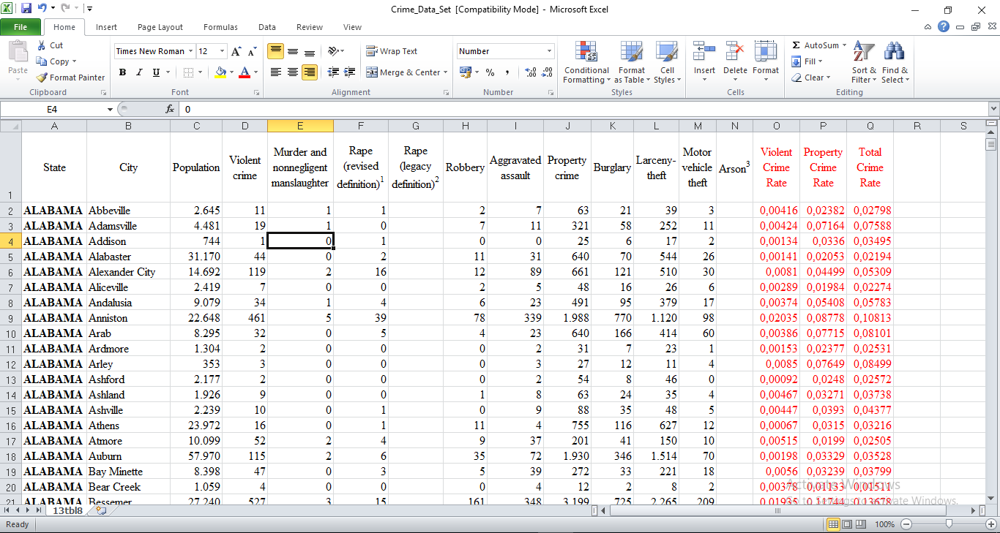 Crime_Data_Set [Compatibility Mode] - Microsoft Excel
File Home Insert Page Layout Formulas Data Review View
Paste Cut Copy Format Painter Clipboard
Times New Roman 12 B I U Font
Wrap Text Merge & Center Alignment
Number % Number
Conditional Formatting Format as Table Cell Styles Styles
Insert Delete Format Cells
AutoSum Fill Clear Sort & Filter Find & Select Editing
E4 fx 0
A B C D E F G H I J K L M N O P Q R S
1 State City Population Violent crime Murder and nonnegligent manslaughter Rape (revised definition)1 Rape (legacy definition)2 Robbery Aggravated assault Property crime Burglary Larceny-theft Motor vehicle theft Arson3 Violent Crime Rate Property Crime Rate Total Crime Rate
2 ALABAMA Abbeville 2.645 11 1 1 2 7 63 21 39 3 0,00416 0,02382 0,02798
3 ALABAMA Adamsville 4.481 19 1 0 7 11 321 58 252 11 0,00424 0,07164 0,07588
4 ALABAMA Addison 744 1 0 1 0 0 25 6 17 2 0,00134 0,0336 0,03495
5 ALABAMA Alabaster 31.170 44 0 2 11 31 640 70 544 26 0,00141 0,02053 0,02194
6 ALABAMA Alexander City 14.692 119 2 16 12 89 661 121 510 30 0,0081 0,04499 0,05309
7 ALABAMA Aliceville 2.419 7 0 0 2 5 48 16 26 6 0,00289 0,01984 0,02274
8 ALABAMA Andalusia 9.079 34 1 4 6 23 491 95 379 17 0,00374 0,05408 0,05783
9 ALABAMA Anniston 22.648 461 5 39 78 339 1.988 770 1.120 98 0,02035 0,08778 0,10813
10 ALABAMA Arab 8.295 32 0 5 4 23 640 166 414 60 0,00386 0,07715 0,08101
11 ALABAMA Ardmore 1.304 2 0 0 0 2 31 7 23 1 0,00153 0,02377 0,02531
12 ALABAMA Arley 353 3 0 0 0 3 27 12 11 4 0,0085 0,07649 0,08499
13 ALABAMA Ashford 2.177 2 0 0 0 2 54 8 46 0 0,00092 0,0248 0,02572
14 ALABAMA Ashland 1.926 9 0 0 1 8 63 24 35 4 0,00467 0,03271 0,03738
15 ALABAMA Ashville 2.239 10 0 1 0 9 88 35 48 5 0,00447 0,0393 0,04377
16 ALABAMA Athens 23.972 16 0 1 11 4 755 116 627 12 0,00067 0,0315 0,03216
17 ALABAMA Atmore 10.099 52 2 4 9 37 201 41 150 10 0,00515 0,0199 0,02505
18 ALABAMA Auburn 57.970 115 2 6 35 72 1.930 346 1.514 70 0,00198 0,03329 0,03528
19 ALABAMA Bay Minette 8.398 47 0 3 5 39 272 33 221 18 0,0056 0,03239 0,03799
20 ALABAMA Bear Creek 1.059 4 0 0 0 4 12 2 8 2 0,00378 0,01133 0,01511
21 ALABAMA Bessemer 27.240 527 3 15 161 348 3.199 725 2.265 209 0,01935 0,11744 0,13678
Activate Windows
Go to Settings to activate Windows.
13tbl8
Ready 100%